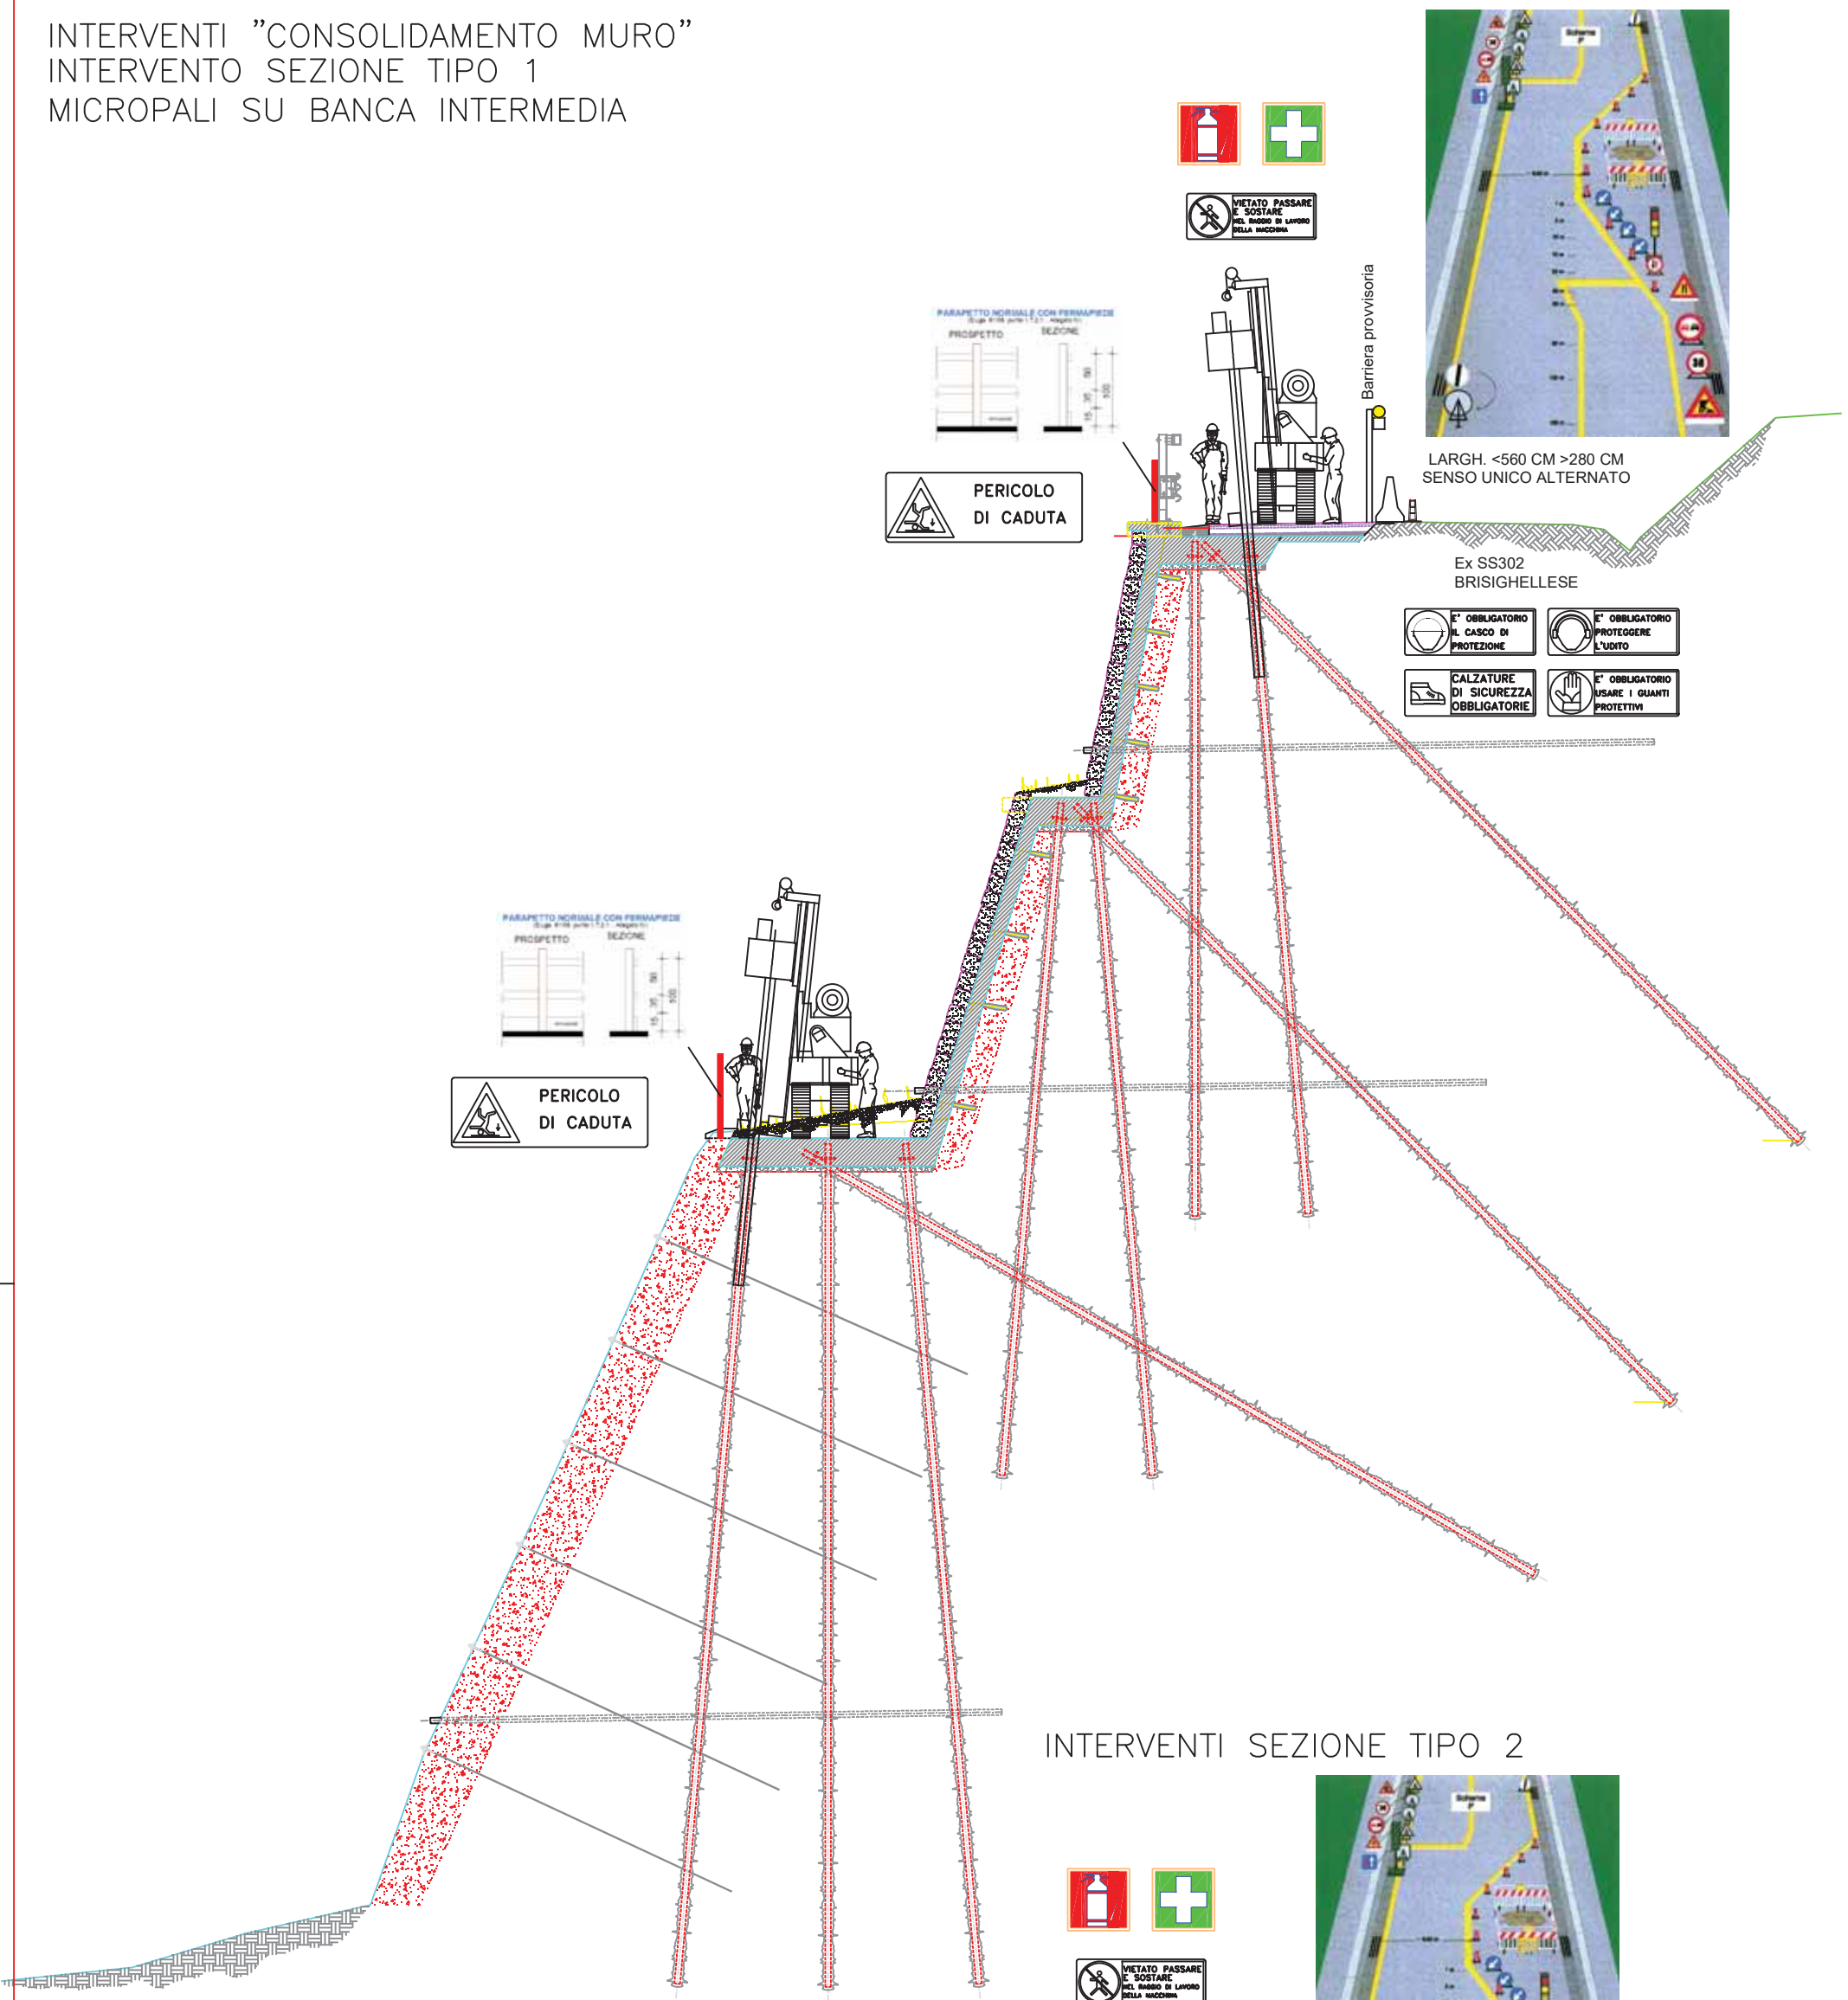 INTERVENTI "CONSOLIDAMENTO MURO"
INTERVENTO SEZIONE TIPO 1
MICROPALI SU BANCA INTERMEDIA
Schema
VIETATO PASSARE
E SOSTARE
NEL RAGGIO DI LAVORO
DELLA MACCHINA
Barriera provvisoria
PARAPETTO NORMALE CON FERMAPIEDE
PROSPETTO
SEZIONE
PERICOLO
DI CADUTA
LARGH. <560 CM >280 CM
SENSO UNICO ALTERNATO
Ex SS302
BRISIGHELLESE
E' OBBLIGATORIO
IL CASCO DI
PROTEZIONE
E' OBBLIGATORIO
PROTEGGERE
L'UDITO
CALZATURE
DI SICUREZZA
OBBLIGATORIE
E' OBBLIGATORIO
USARE I GUANTI
PROTETTIVI
PARAPETTO NORMALE CON FERMAPIEDE
PROSPETTO
SEZIONE
PERICOLO
DI CADUTA
INTERVENTI SEZIONE TIPO 2
Schema
VIETATO PASSARE
E SOSTARE
NEL RAGGIO DI LAVORO
DELLA MACCHINA